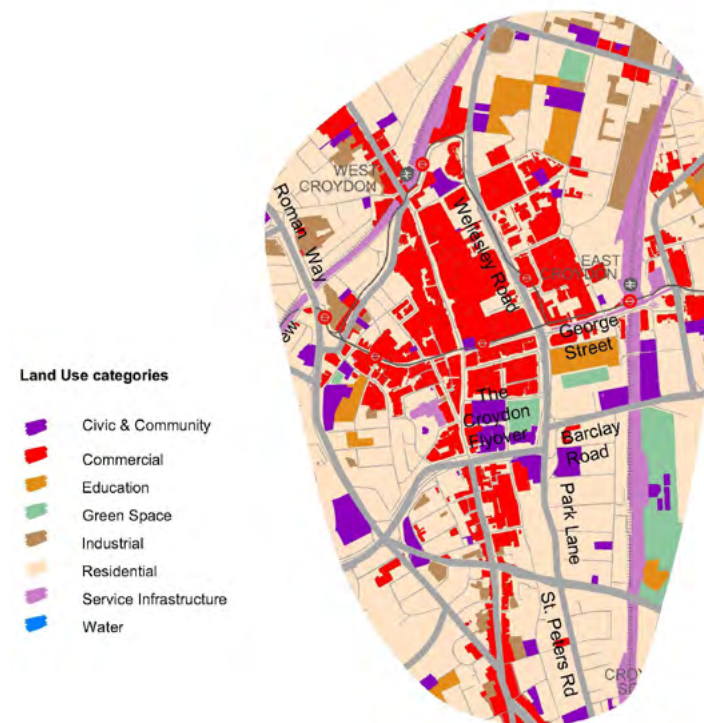 Land Use categories
Civic & Community
Commercial
Education
Green Space
Industrial
Residential
Service Infrastructure
Water
WEST
CROYDON
Roman Way
Wellesley Road
EAST
CROYDON
George
Street
The
Croydon
Flyover
Barclay
Road
Park Lane
St. Peters Rd